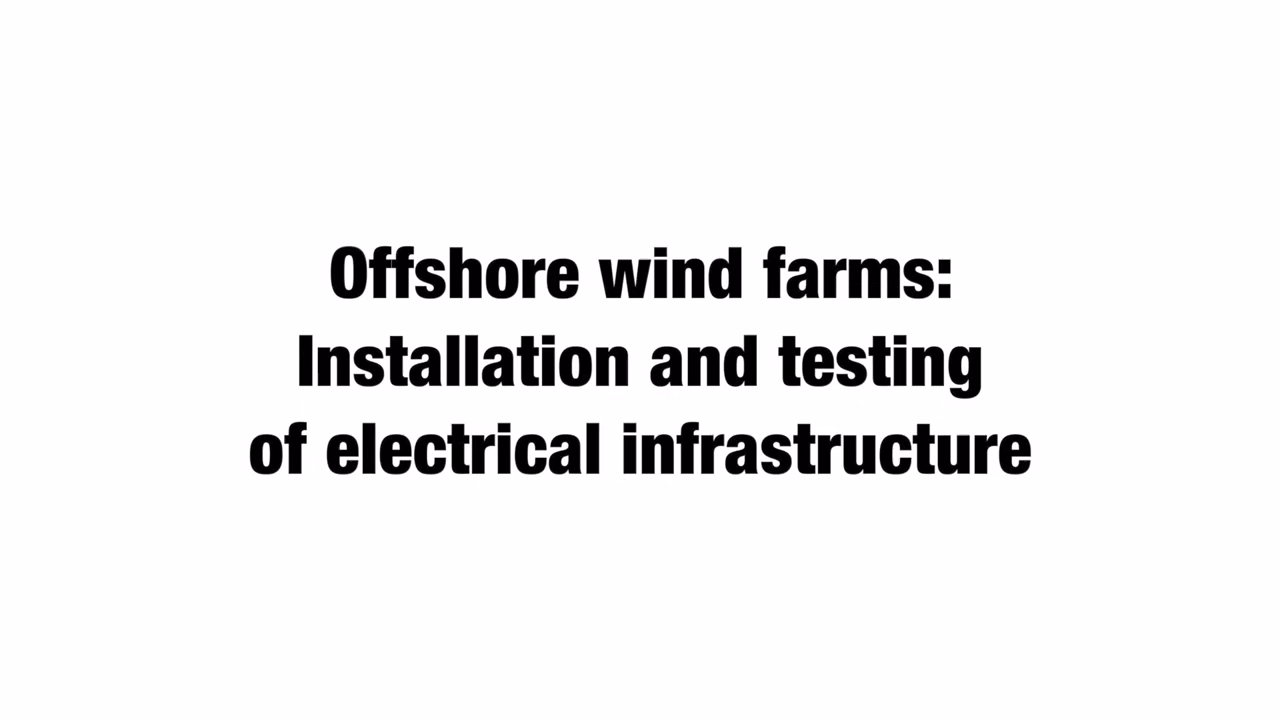 Offshore wind farms:
Installation and testing
of electrical infrastructure